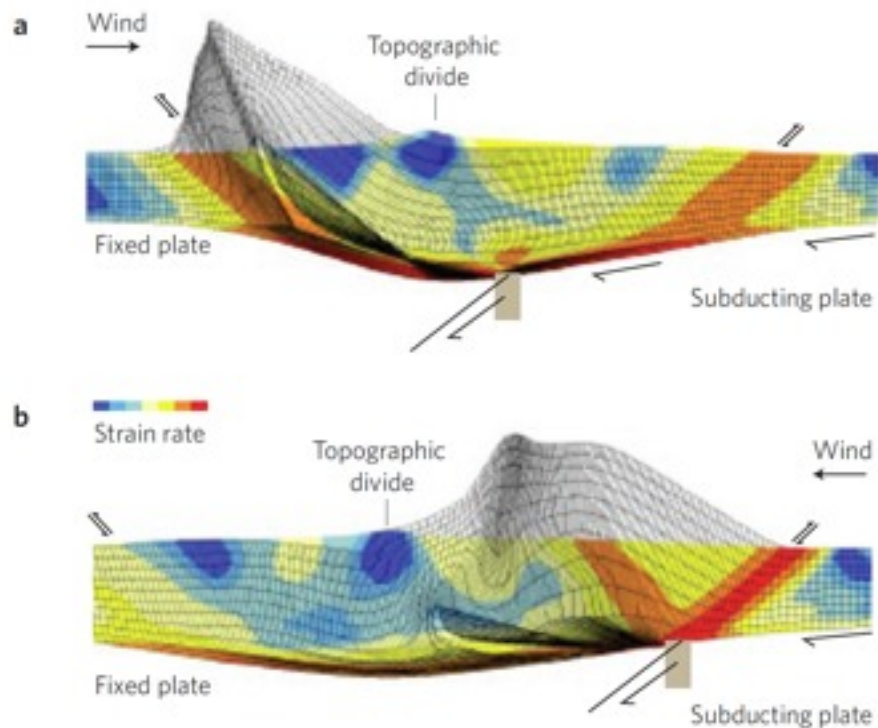 a
Wind
Topographic
divide
Fixed plate
Subducting plate
b
Strain rate
Topographic
divide
Wind
Fixed plate
Subducting plate